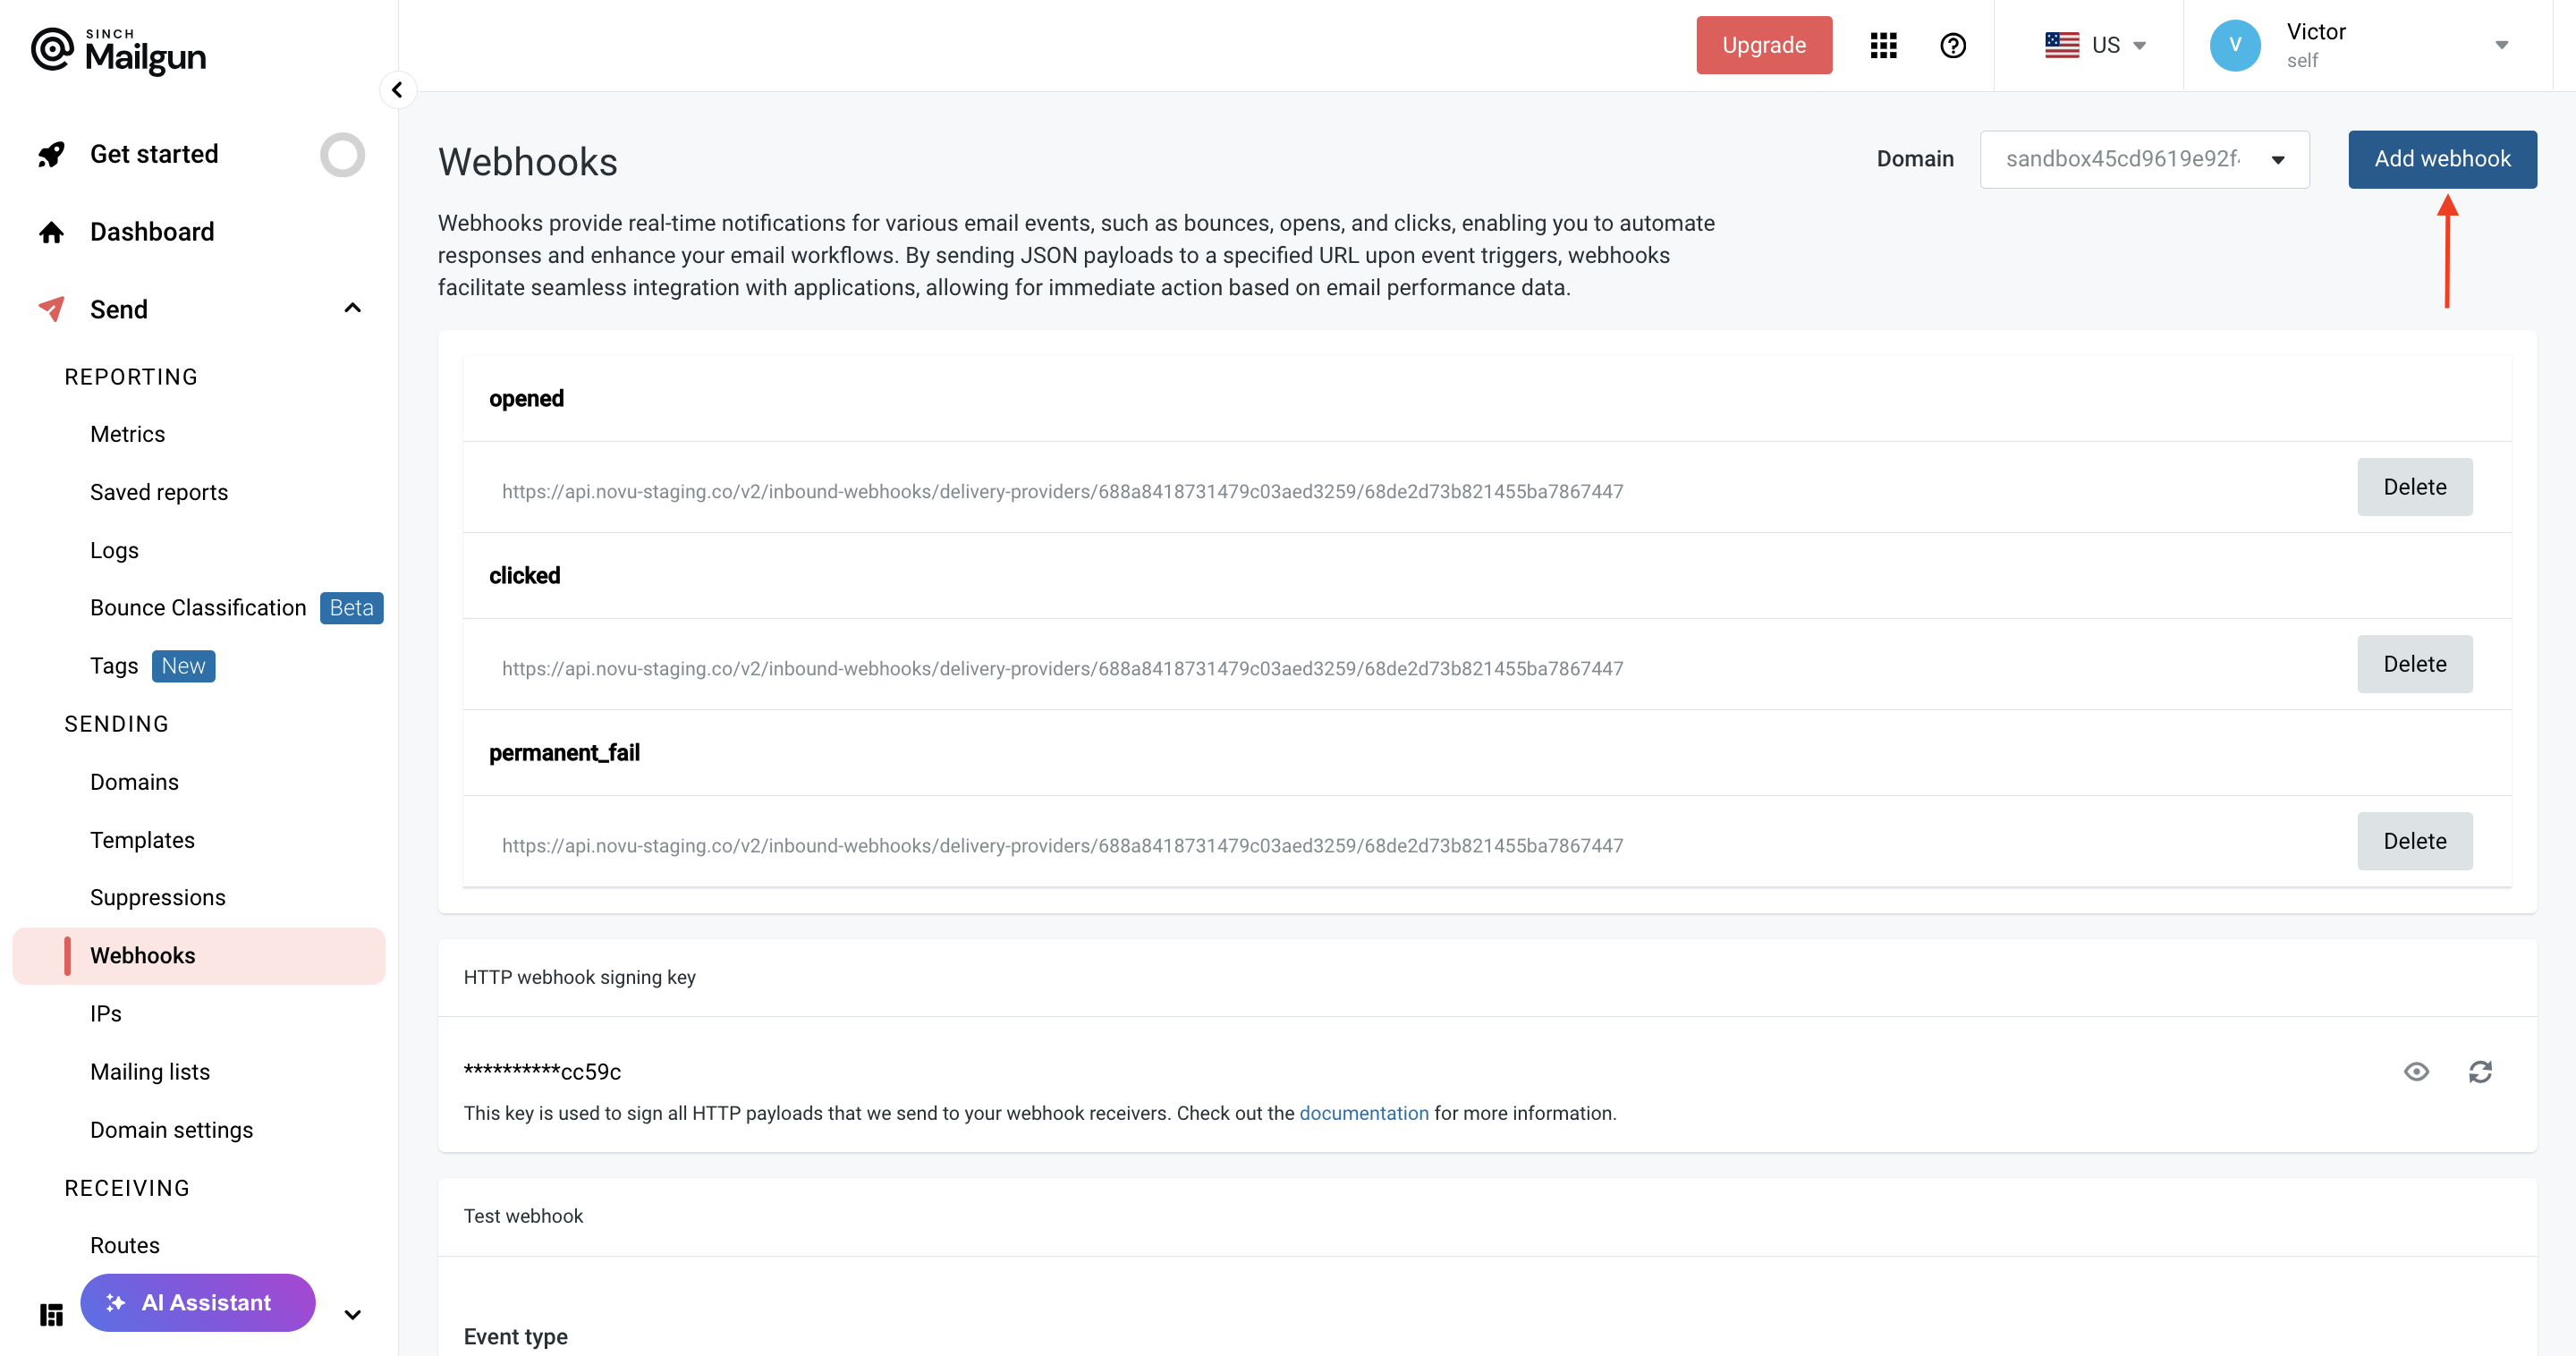 SINCH
Mailgun
Upgrade
US
V
Victor
self
Get started
Dashboard
Send
REPORTING
Metrics
Saved reports
Logs
Bounce Classification Beta
Tags New
SENDING
Domains
Templates
Suppressions
Webhooks
IPs
Mailing lists
Domain settings
RECEIVING
Routes
AI Assistant
Webhooks
Domain
sandbox45cd9619e92f
Add webhook
Webhooks provide real-time notifications for various email events, such as bounces, opens, and clicks, enabling you to automate
responses and enhance your email workflows. By sending JSON payloads to a specified URL upon event triggers, webhooks
facilitate seamless integration with applications, allowing for immediate action based on email performance data.
opened
https://api.novu-staging.co/v2/inbound-webhooks/delivery-providers/688a8418731479c03aed3259/68de2d73b821455ba7867447
Delete
clicked
https://api.novu-staging.co/v2/inbound-webhooks/delivery-providers/688a8418731479c03aed3259/68de2d73b821455ba7867447
Delete
permanent_fail
https://api.novu-staging.co/v2/inbound-webhooks/delivery-providers/688a8418731479c03aed3259/68de2d73b821455ba7867447
Delete
HTTP webhook signing key
**********cc59c
This key is used to sign all HTTP payloads that we send to your webhook receivers. Check out the documentation for more information.
Test webhook
Event type